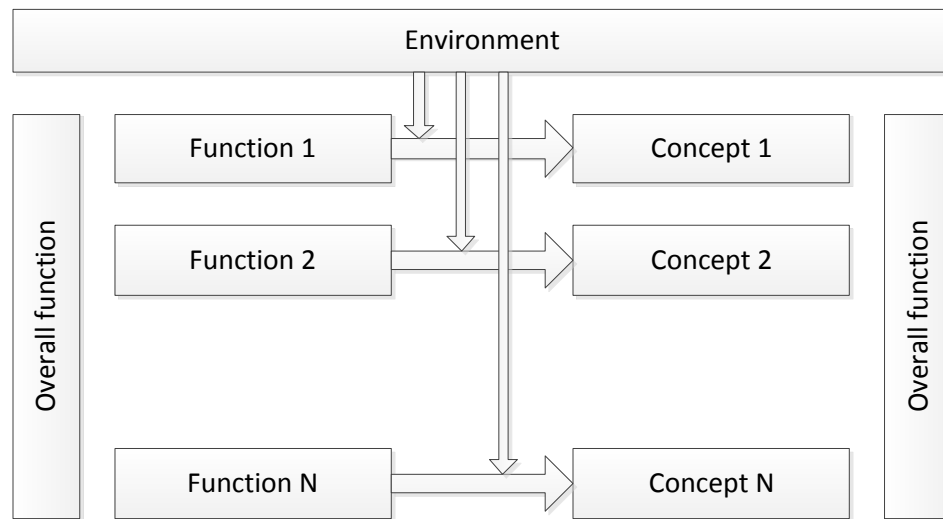 Environment
Overall function
Function 1
Concept 1
Function 2
Concept 2
Function N
Concept N
Overall function